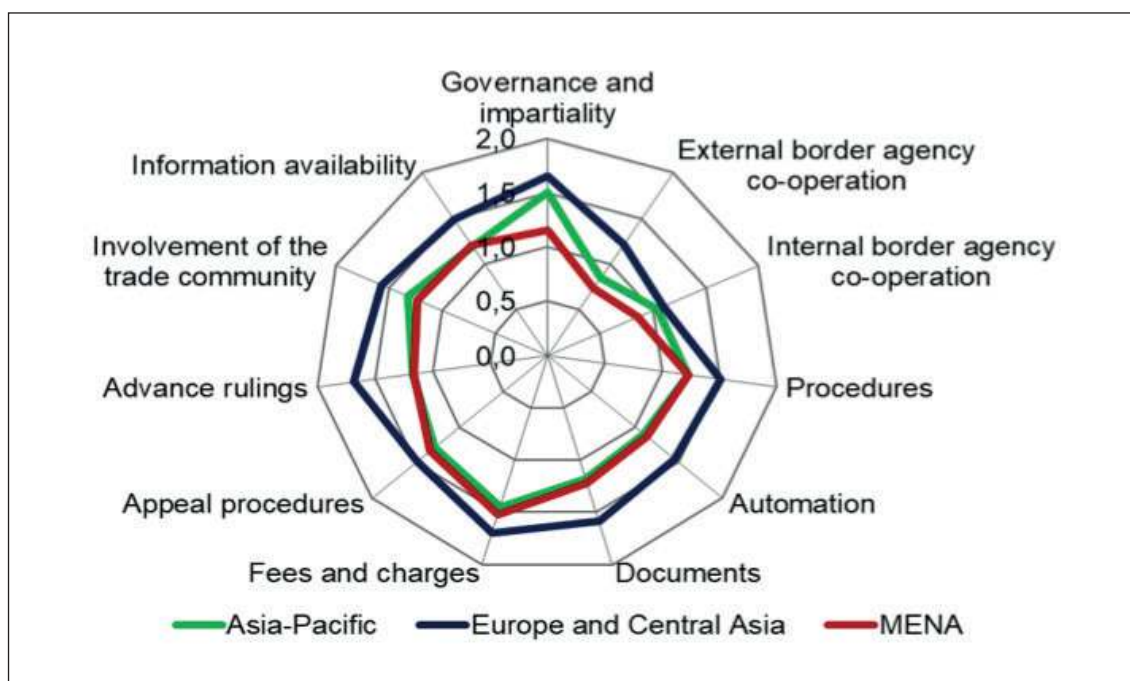 Governance and
impartiality
2,0
1,5
1,0
0,5
0,0
External border agency
co-operation
Internal border agency
co-operation
Procedures
Automation
Documents
Fees and charges
Appeal procedures
Advance rulings
Involvement of the
trade community
Information availability
Asia-Pacific
Europe and Central Asia
MENA